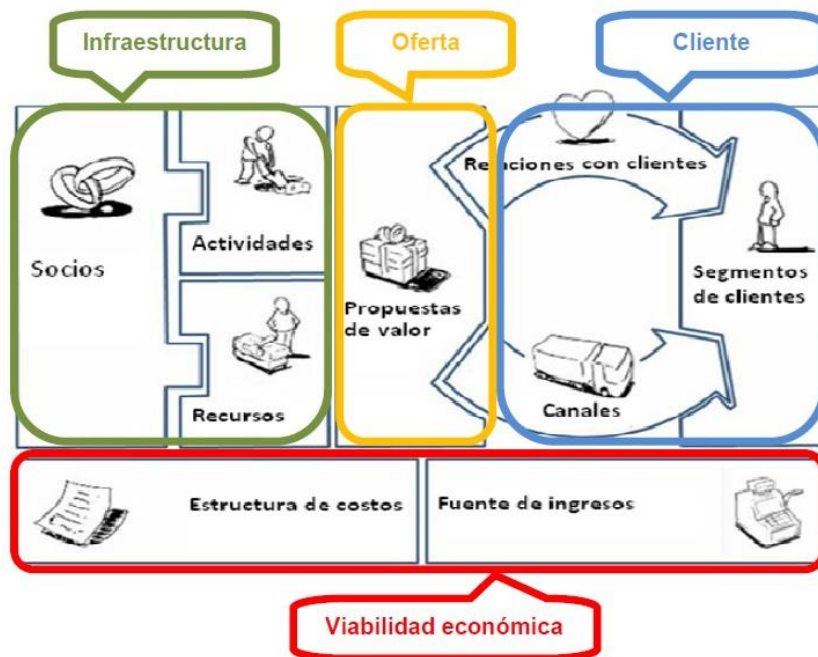 Infraestructura
Oferta
Cliente
Relaciones con clientes
Actividades
Socios
Segmentos
de clientes
Propuestas
de valor
Recursos
Canales
Estructura de costos
Fuente de ingresos
Viabilidad económica